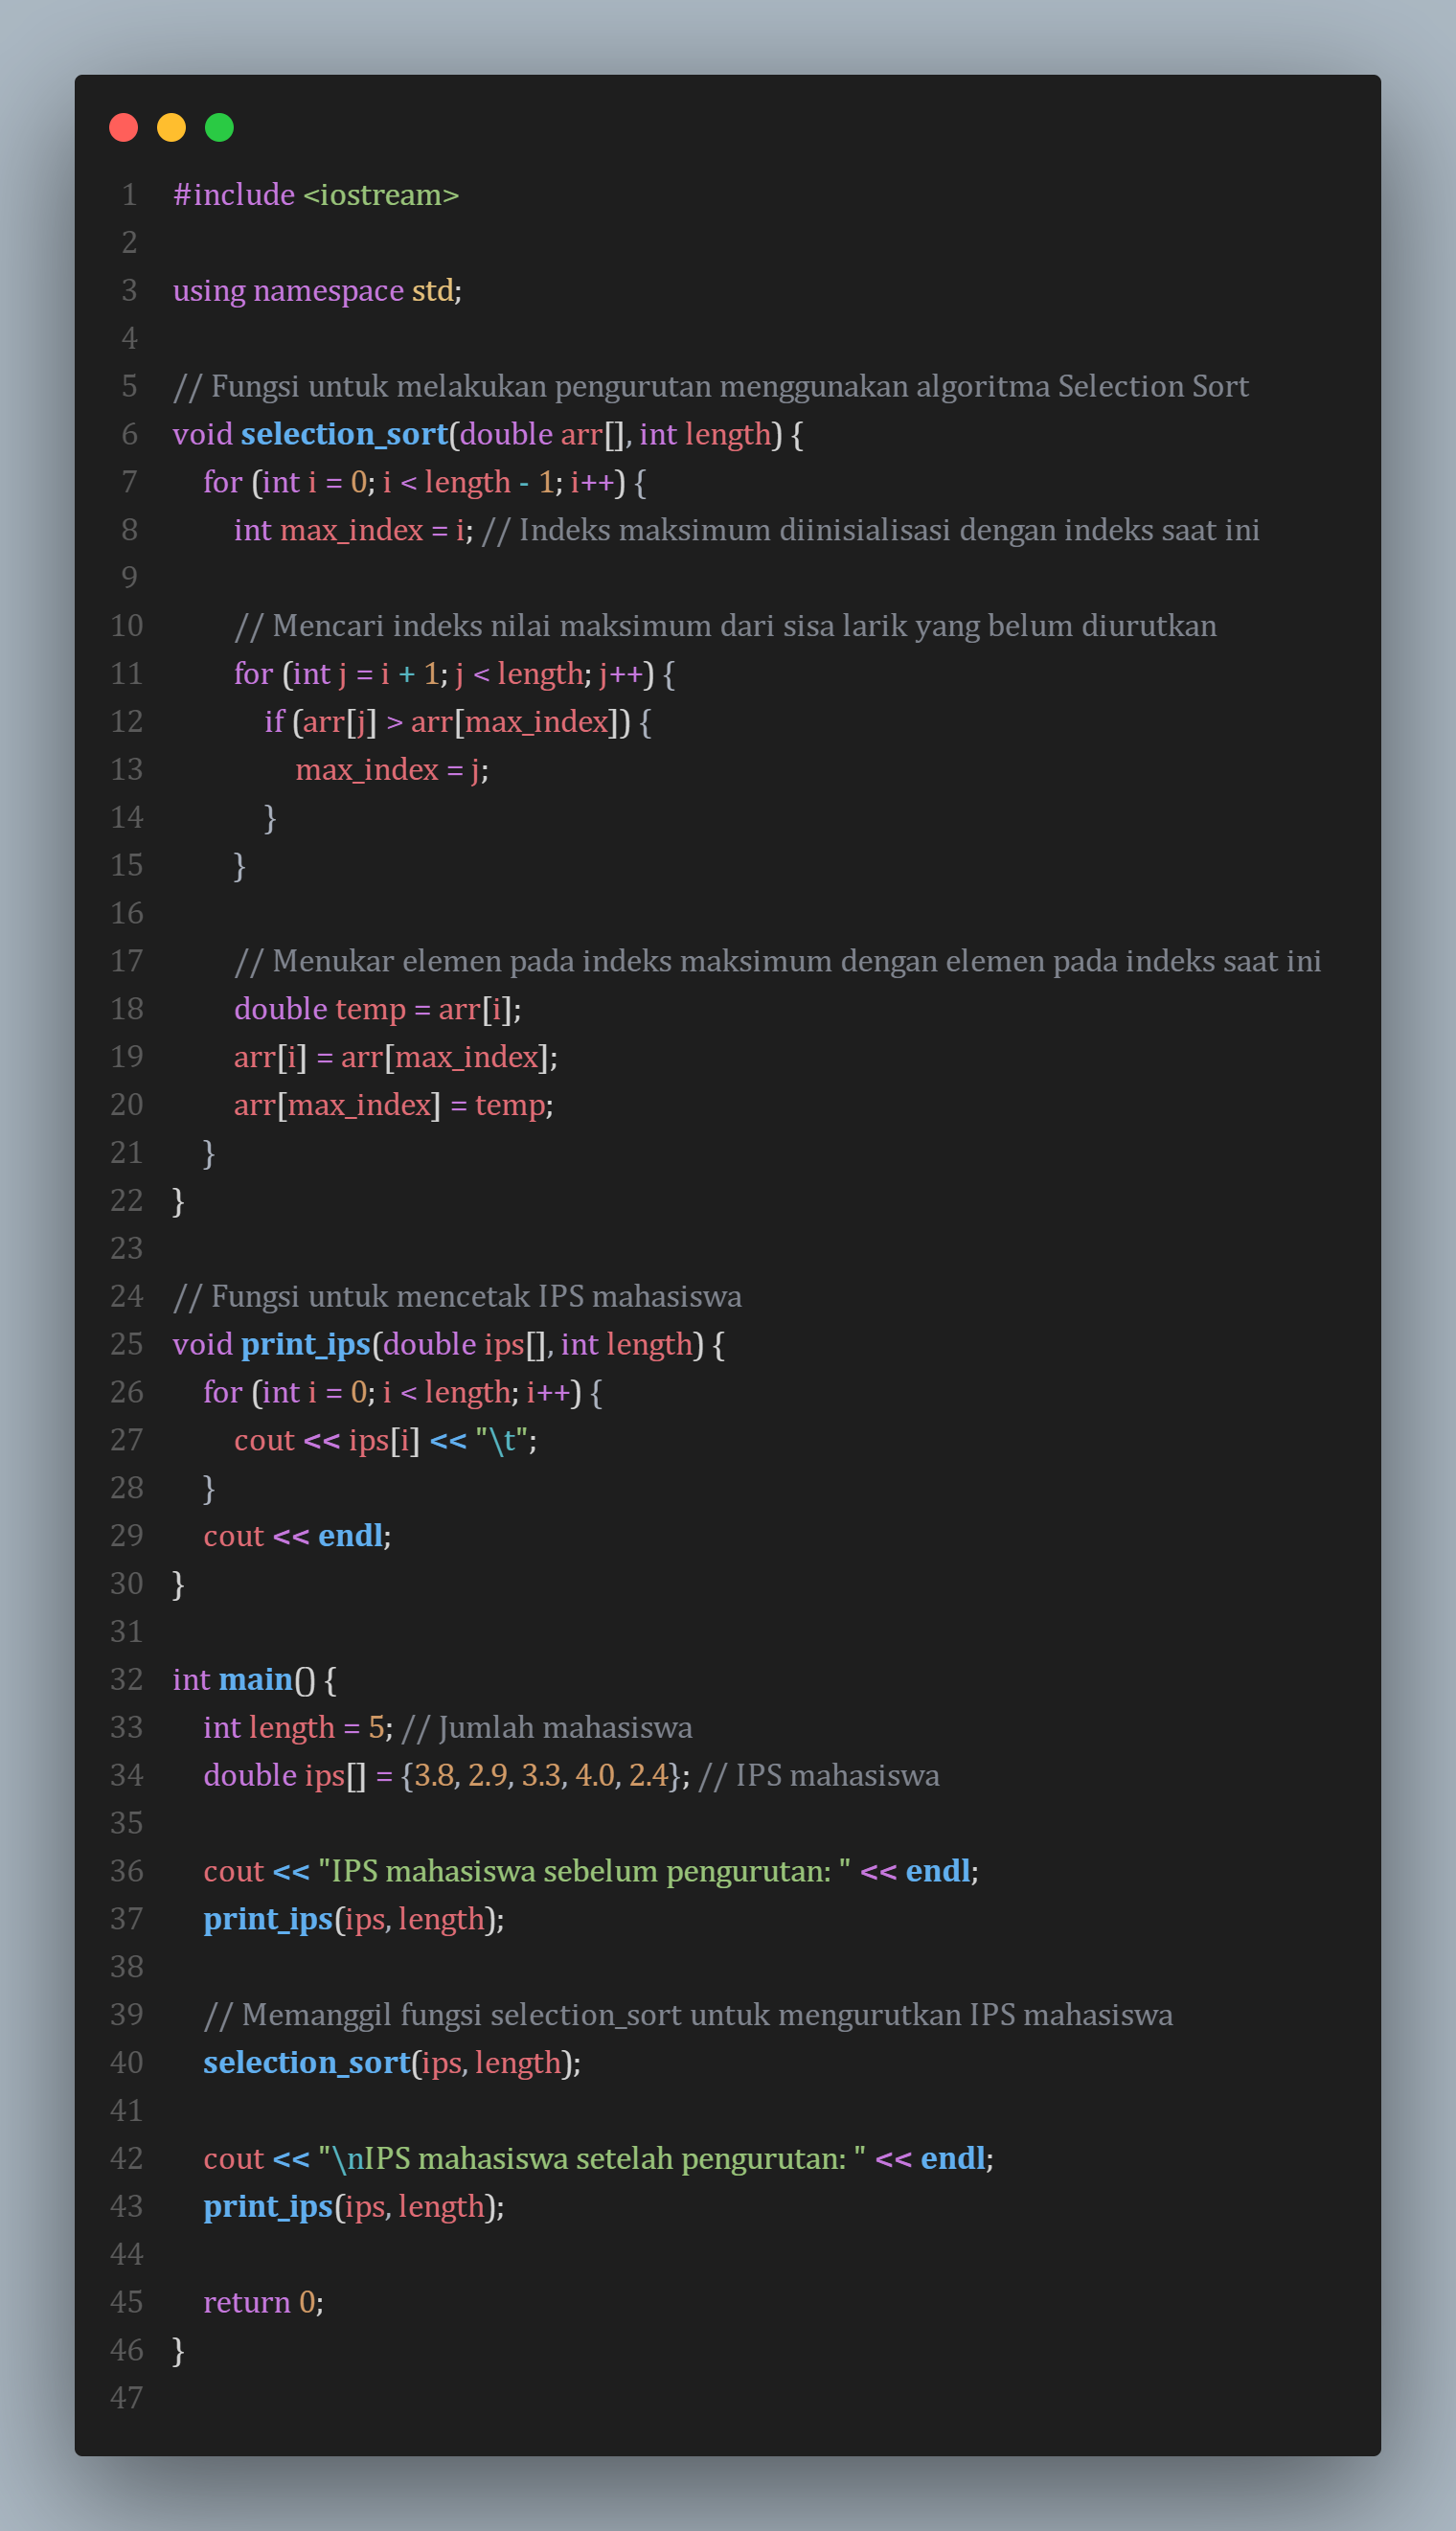 1 #include <iostream>
2
3 using namespace std;
4
5 // Fungsi untuk melakukan pengurutan menggunakan algoritma Selection Sort
6 void selection_sort(double arr[], int length) {
7     for (int i = 0; i < length - 1; i++) {
8         int max_index = i; // Indeks maksimum diinisialisasi dengan indeks saat ini
9
10         // Mencari indeks nilai maksimum dari sisa larik yang belum diurutkan
11         for (int j = i + 1; j < length; j++) {
12             if (arr[j] > arr[max_index]) {
13                 max_index = j;
14             }
15         }
16
17         // Menukar elemen pada indeks maksimum dengan elemen pada indeks saat ini
18         double temp = arr[i];
19         arr[i] = arr[max_index];
20         arr[max_index] = temp;
21     }
22 }
23
24 // Fungsi untuk mencetak IPS mahasiswa
25 void print_ips(double ips[], int length) {
26     for (int i = 0; i < length; i++) {
27         cout << ips[i] << "\t";
28     }
29     cout << endl;
30 }
31
32 int main() {
33     int length = 5; // Jumlah mahasiswa
34     double ips[] = {3.8, 2.9, 3.3, 4.0, 2.4}; // IPS mahasiswa
35
36     cout << "IPS mahasiswa sebelum pengurutan: " << endl;
37     print_ips(ips, length);
38
39     // Memanggil fungsi selection_sort untuk mengurutkan IPS mahasiswa
40     selection_sort(ips, length);
41
42     cout << "\nIPS mahasiswa setelah pengurutan: " << endl;
43     print_ips(ips, length);
44
45     return 0;
46 }
47